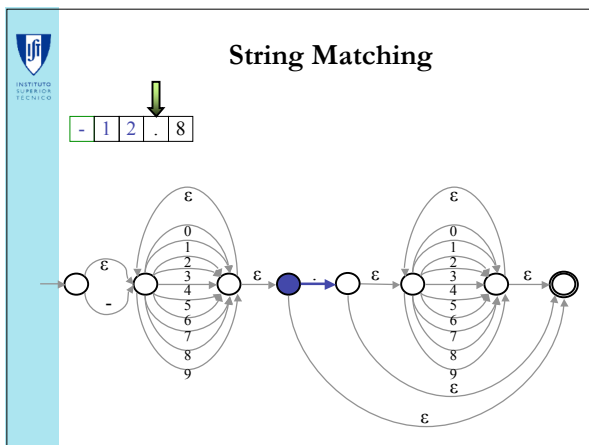 String Matching
IST
INSTITUTO
SUPERIOR
TÉCNICO
- 1 2 . 8
ε ε
0 0
1 1
2 2
ε 3 ε . ε 3 ε
4 4
- 5 5
6 6
7 7
8 8
9 9
ε
ε